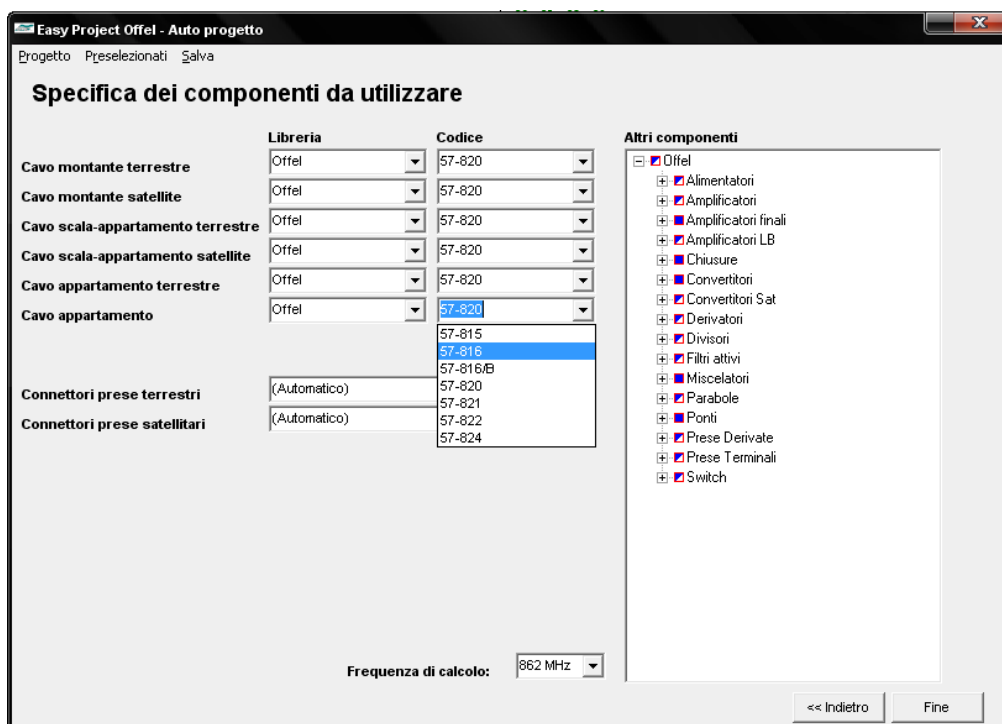 Easy Project Offel - Auto progetto
Progetto Preselezionati Salva
Specifica dei componenti da utilizzare
Libreria Codice Altri componenti
Cavo montante terrestre Offel 57-820
Cavo montante satellite Offel 57-820
Cavo scala-appartamento terrestre Offel 57-820
Cavo scala-appartamento satellite Offel 57-820
Cavo appartamento terrestre Offel 57-820
Cavo appartamento Offel 57-820
57-815
57-816
57-816/B
57-820
57-821
57-822
57-824
Connettori prese terrestri (Automatico)
Connettori prese satellitari (Automatico)
Offel
Alimentatori
Amplificatori
Amplificatori finali
Amplificatori LB
Chiusure
Convertitori
Convertitori Sat
Derivatori
Divisori
Filtri attivi
Miscelatori
Parabole
Ponti
Prese Derivate
Prese Terminali
Switch
Frequenza di calcolo: 862 MHz
<< Indietro Fine